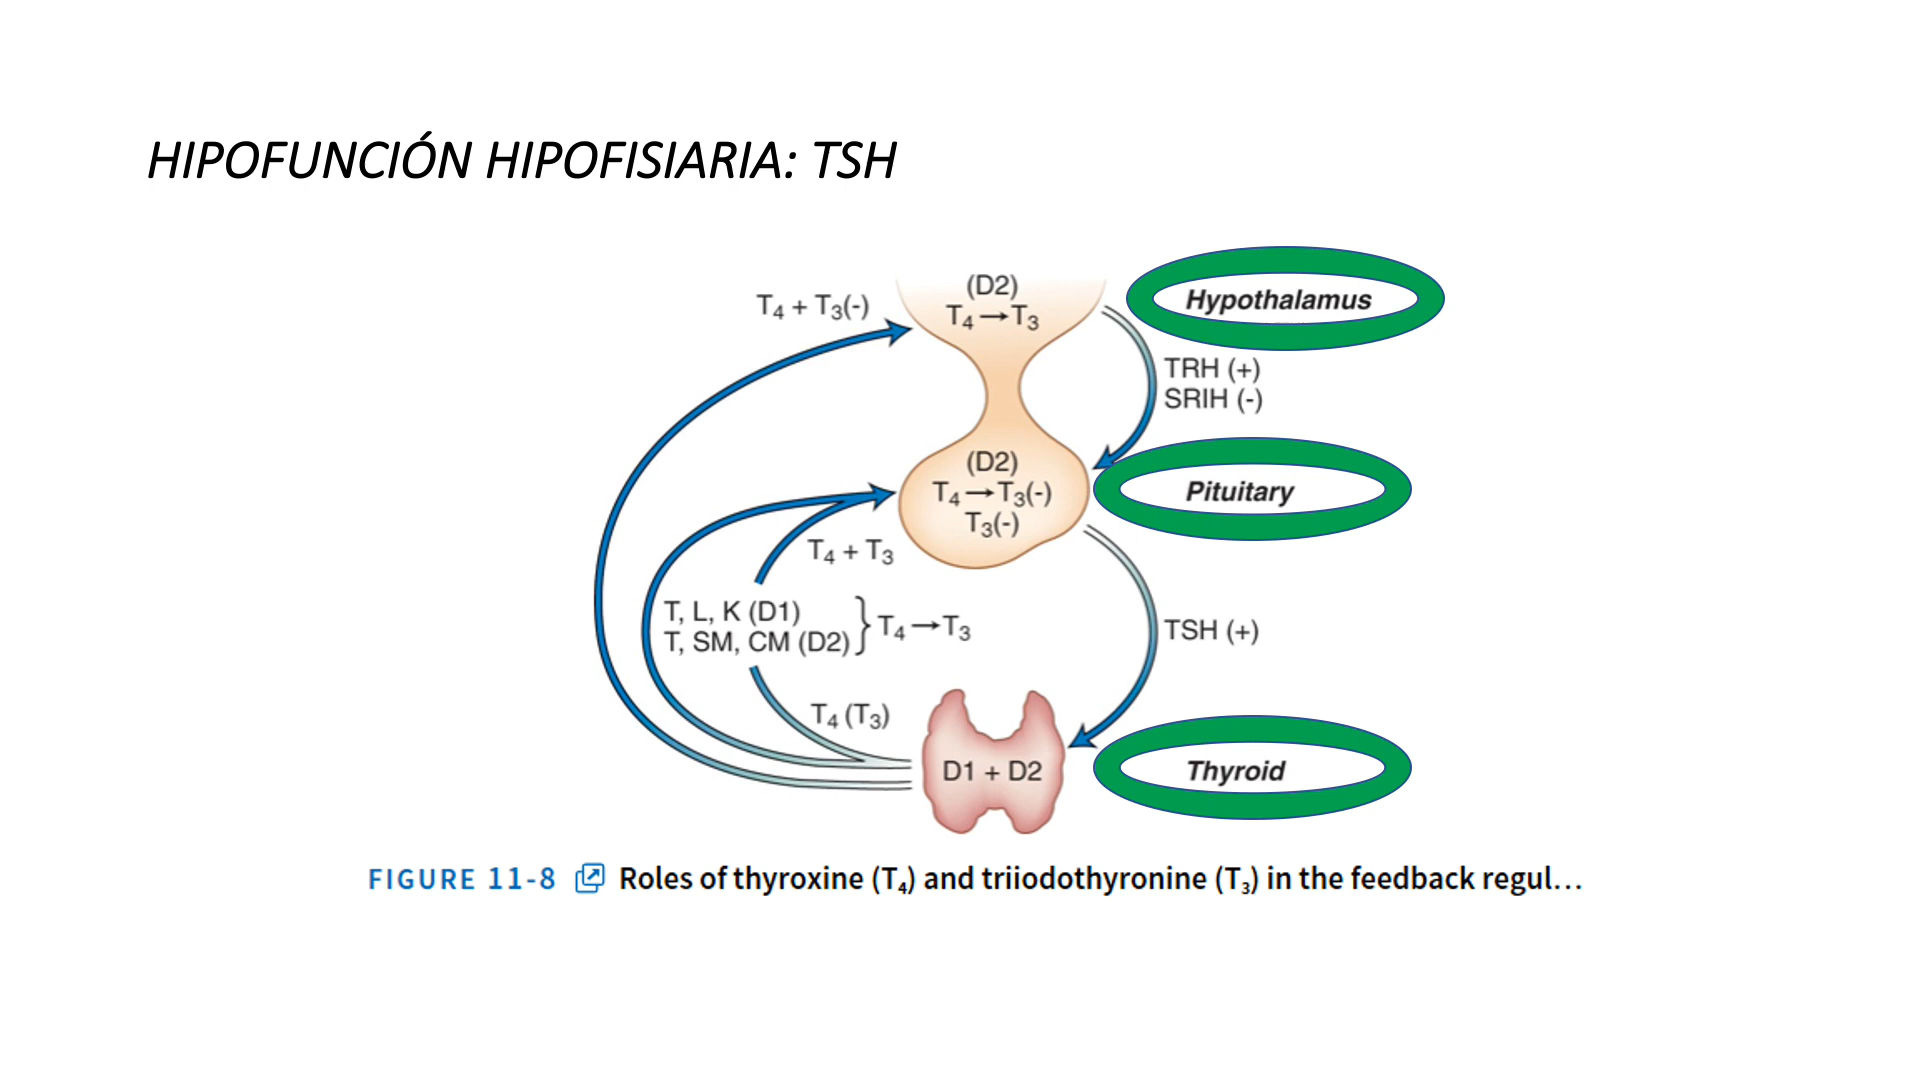 HIPOFUNCIÓN HIPOFISIARIA: TSH
(D2)
T₄→T₃
T₄ + T₃(-)
Hypothalamus
TRH (+)
SRIH (-)
(D2)
T₄→T₃(-)
T₃(-)
Pituitary
T₄ + T₃
T, L, K (D1)
T, SM, CM (D2)
} T₄→T₃
TSH (+)
T₄ (T₃)
D1 + D2
Thyroid
FIGURE 11-8 Roles of thyroxine (T₄) and triiodothyronine (T₃) in the feedback regul...